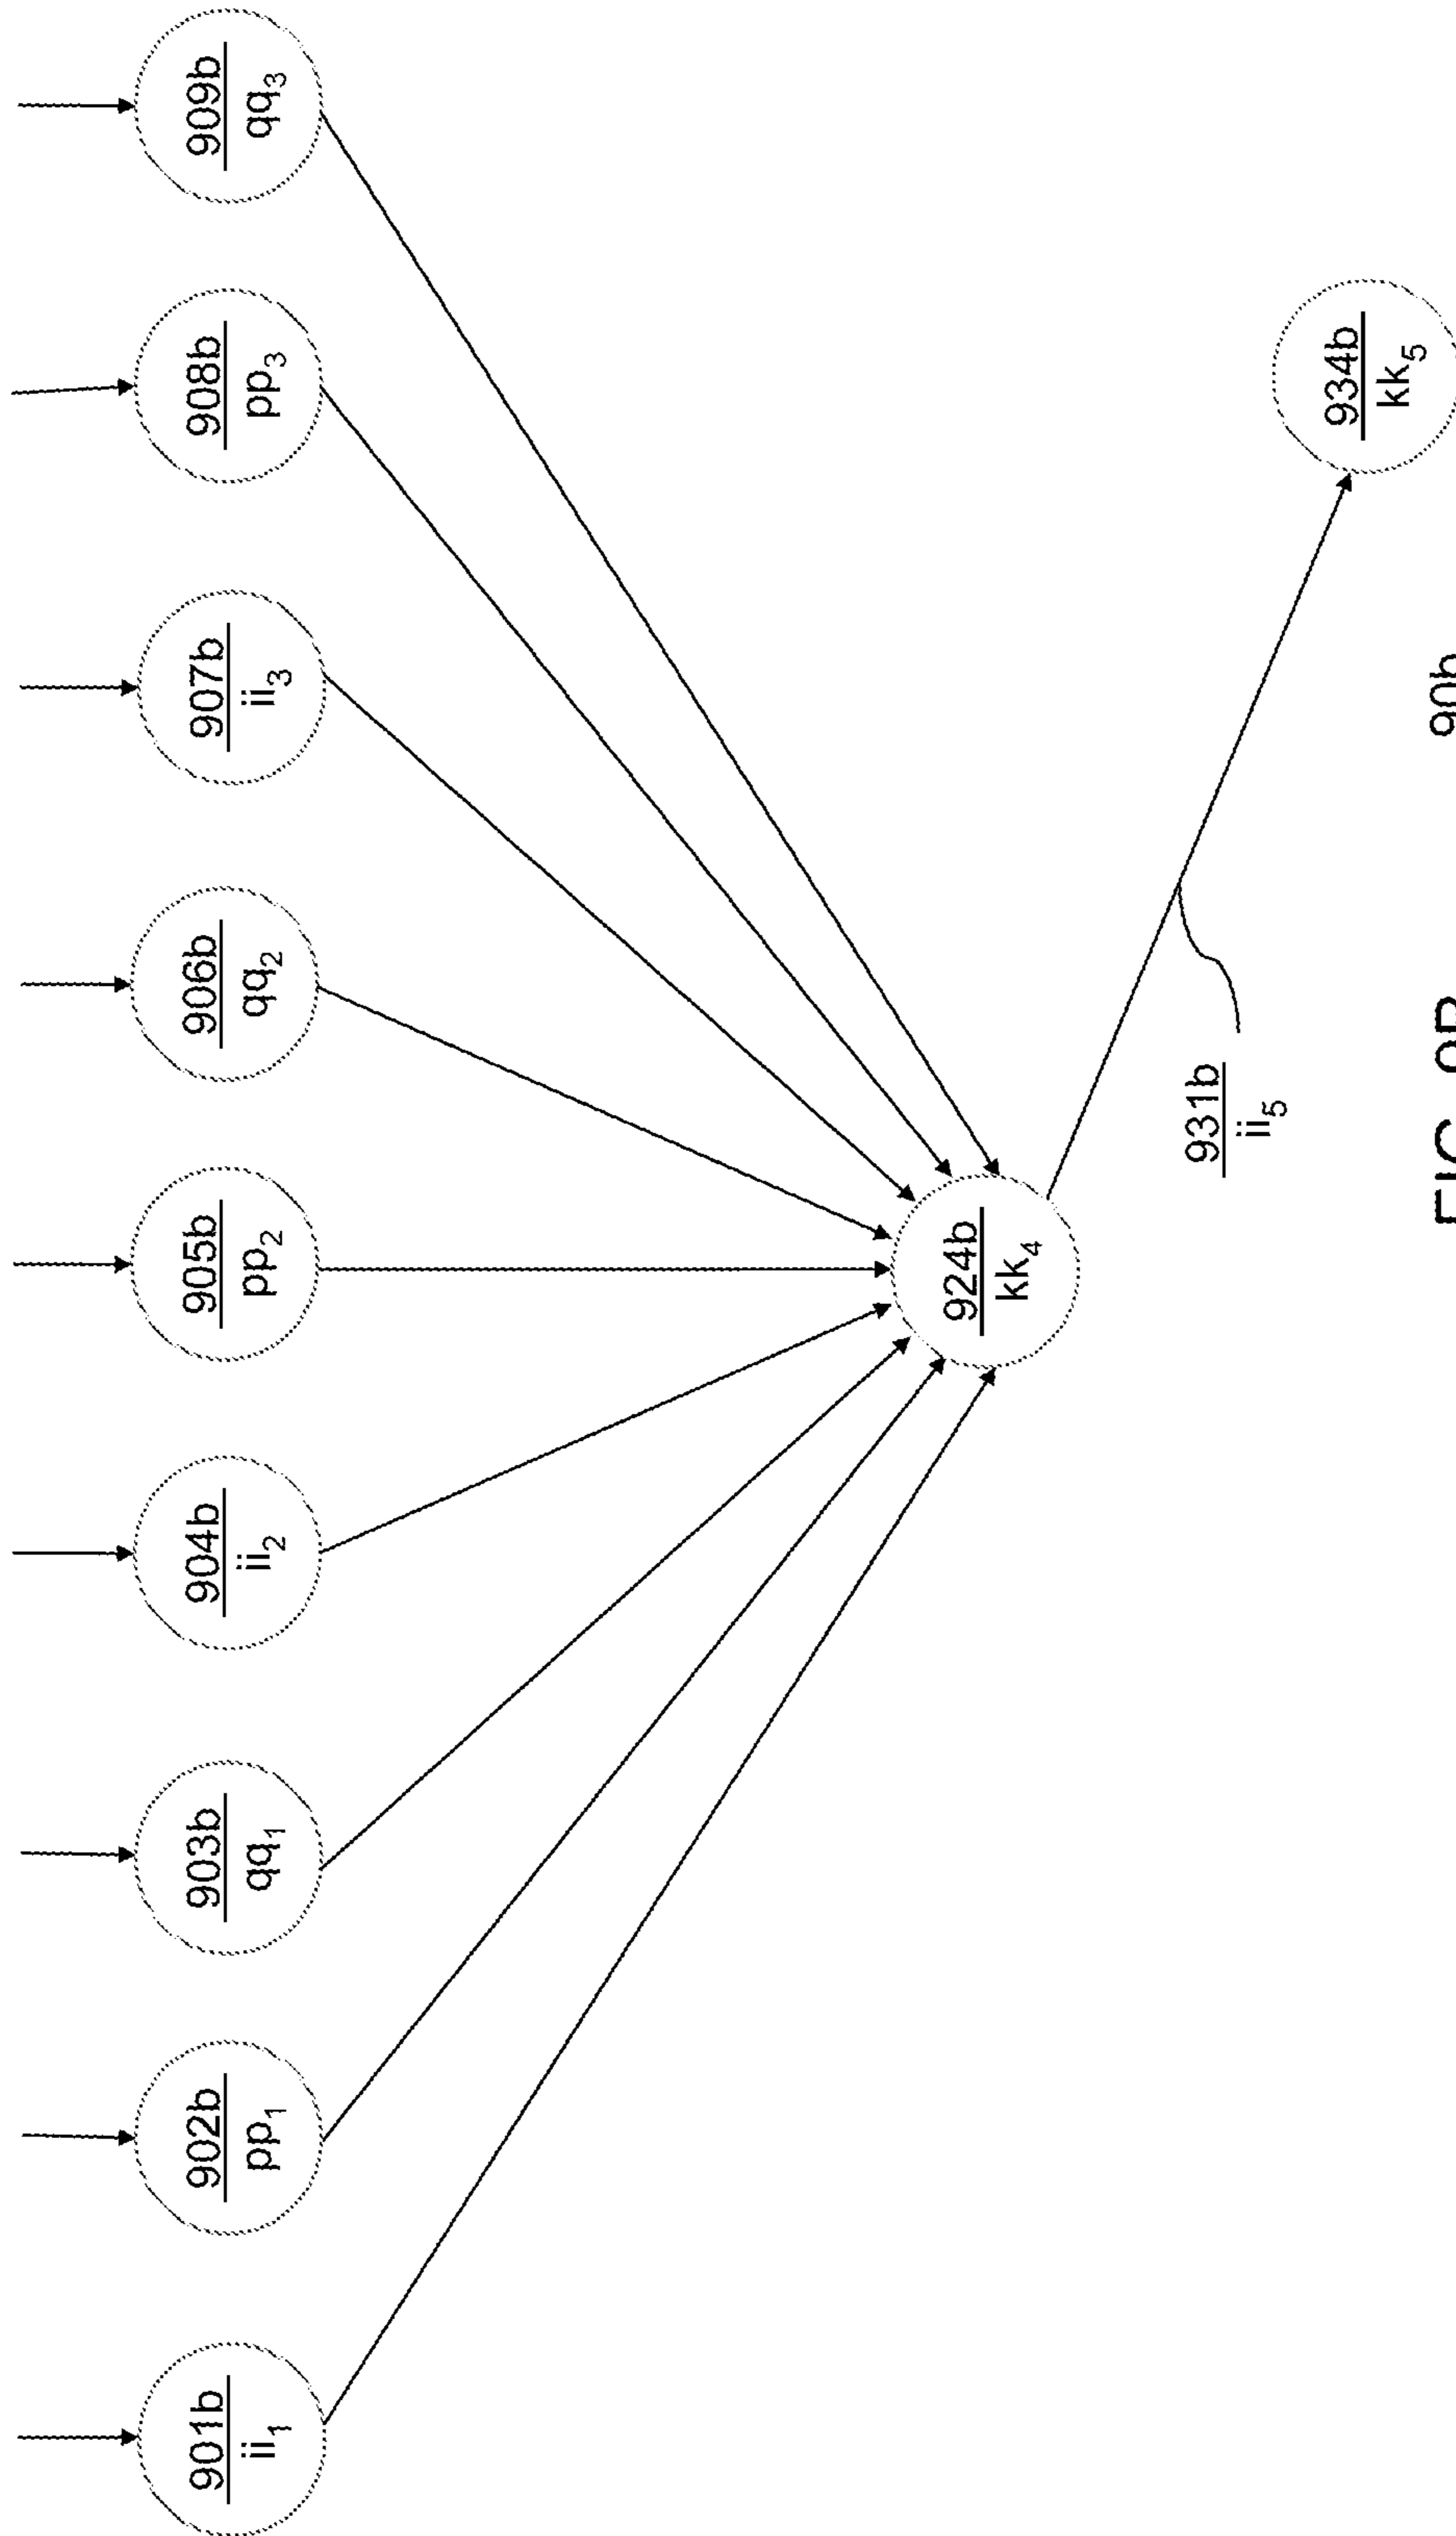 901b
ii₁
902b
pp₁
903b
qq₁
904b
ii₂
905b
pp₂
906b
qq₂
907b
ii₃
908b
pp₃
909b
qq₃
924b
kk₄
931b
ii₅
934b
kk₅
90b